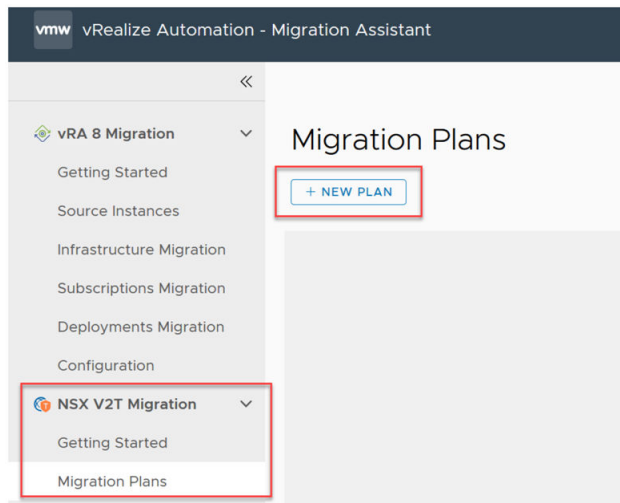 vmw vRealize Automation - Migration Assistant
vRA 8 Migration
Getting Started
Source Instances
Infrastructure Migration
Subscriptions Migration
Deployments Migration
Configuration
NSX V2T Migration
Getting Started
Migration Plans
Migration Plans
+ NEW PLAN